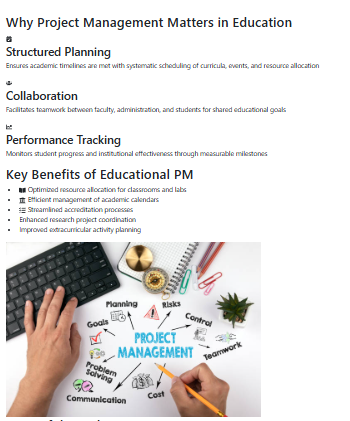 Why Project Management Matters in Education
Structured Planning
Ensures academic timelines are met with systematic scheduling of curricula, events, and resource allocation
Collaboration
Facilitates teamwork between faculty, administration, and students for shared educational goals
Performance Tracking
Monitors student progress and institutional effectiveness through measurable milestones
Key Benefits of Educational PM
Optimized resource allocation for classrooms and labs
Efficient management of academic calendars
Streamlined accreditation processes
Enhanced research project coordination
Improved extracurricular activity planning
Planning
Risks
Goals
Control
PROJECT
MANAGEMENT
Teamwork
Problem
Solving
Cost
Communication